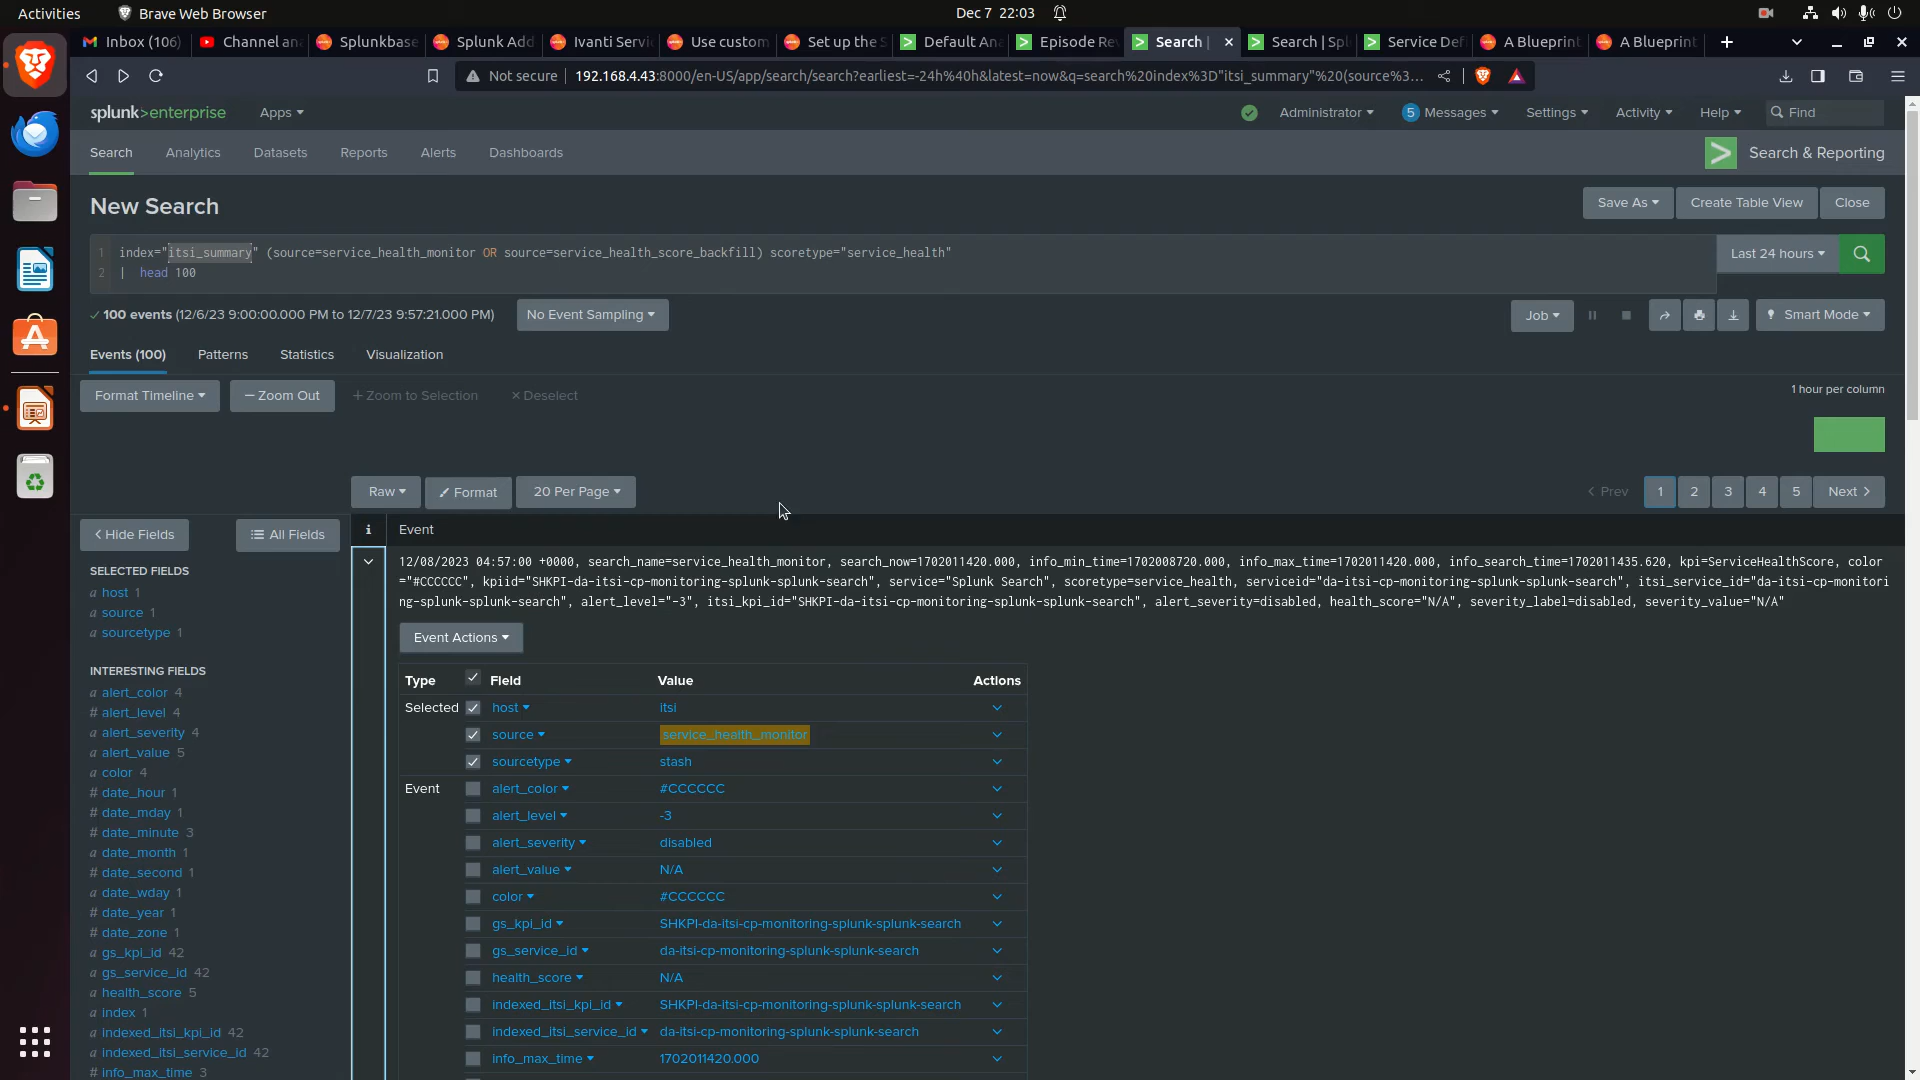 Activities Brave Web Browser Dec 7 22:03
Inbox (106) Channel an Splunkbase Splunk Add Ivanti Servi Use custom Set up the S Default Ana Episode Re Search | Search | Spl Service Def A Blueprint A Blueprint
Not secure 192.168.4.43:8000/en-US/app/search/search?earliest=-24h%40h&latest=now&q=search%20index%3D"itsi_summary"%20(source%3...
splunk>enterprise Apps Administrator 5 Messages Settings Activity Help Find
Search Analytics Datasets Reports Alerts Dashboards > Search & Reporting
New Search Save As Create Table View Close
1 index="itsi_summary" (source=service_health_monitor OR source=service_health_score_backfill) scoretype="service_health" Last 24 hours
2 | head 100
✓ 100 events (12/6/23 9:00:00.000 PM to 12/7/23 9:57:21.000 PM) No Event Sampling Job Smart Mode
Events (100) Patterns Statistics Visualization
Format Timeline — Zoom Out + Zoom to Selection × Deselect 1 hour per column
Raw Format 20 Per Page < Prev 1 2 3 4 5 Next >
< Hide Fields All Fields i Event
12/08/2023 04:57:00 +0000, search_name=service_health_monitor, search_now=1702011420.000, info_min_time=1702008720.000, info_max_time=1702011420.000, info_search_time=1702011435.620, kpi=ServiceHealthScore, color
="#CCCCCC", kpiid="SHKPI-da-itsi-cp-monitoring-splunk-splunk-search", service="Splunk Search", scoretype=service_health, serviceid="da-itsi-cp-monitoring-splunk-splunk-search", itsi_service_id="da-itsi-cp-monitori
ng-splunk-splunk-search", alert_level="-3", itsi_kpi_id="SHKPI-da-itsi-cp-monitoring-splunk-splunk-search", alert_severity=disabled, health_score="N/A", severity_label=disabled, severity_value="N/A"
Event Actions
SELECTED FIELDS
a host 1
a source 1
a sourcetype 1
INTERESTING FIELDS
a alert_color 4
# alert_level 4
a alert_severity 4
a alert_value 5
a color 4
# date_hour 1
# date_mday 1
# date_minute 3
a date_month 1
# date_second 1
a date_wday 1
# date_year 1
# date_zone 1
a gs_kpi_id 42
a gs_service_id 42
a health_score 5
a index 1
a indexed_itsi_kpi_id 42
a indexed_itsi_service_id 42
# info_max_time 3
Type Field Value Actions
Selected host itsi
source service_health_monitor
sourcetype stash
Event alert_color #CCCCCC
alert_level -3
alert_severity disabled
alert_value N/A
color #CCCCCC
gs_kpi_id SHKPI-da-itsi-cp-monitoring-splunk-splunk-search
gs_service_id da-itsi-cp-monitoring-splunk-splunk-search
health_score N/A
indexed_itsi_kpi_id SHKPI-da-itsi-cp-monitoring-splunk-splunk-search
indexed_itsi_service_id da-itsi-cp-monitoring-splunk-splunk-search
info_max_time 1702011420.000